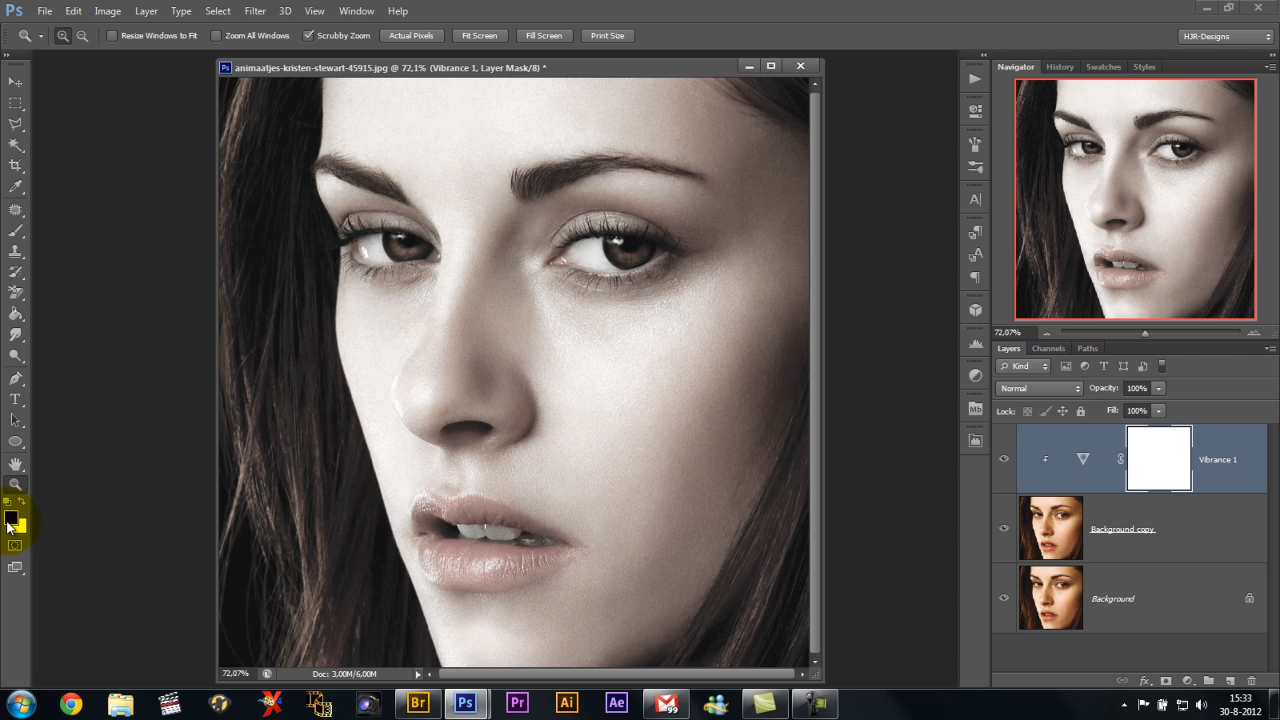 Ps File Edit Image Layer Type Select Filter 3D View Window Help
Resize Windows to Fit Zoom All Windows Scrubby Zoom Actual Pixels Fit Screen Fill Screen Print Size HJR-Designs
Ps animaatjes-kristen-stewart-45915.jpg @ 72,1% (Vibrance 1, Layer Mask/8) *
Navigator History Swatches Styles
72,07%
Layers Channels Paths
Kind
Normal Opacity: 100%
Lock: Fill: 100%
Vibrance 1
Background copy
Background
Mb
72,07% Doc: 3,00M/6,00M
Br Ps Pr Ai Ae 99
15:33
30-8-2012